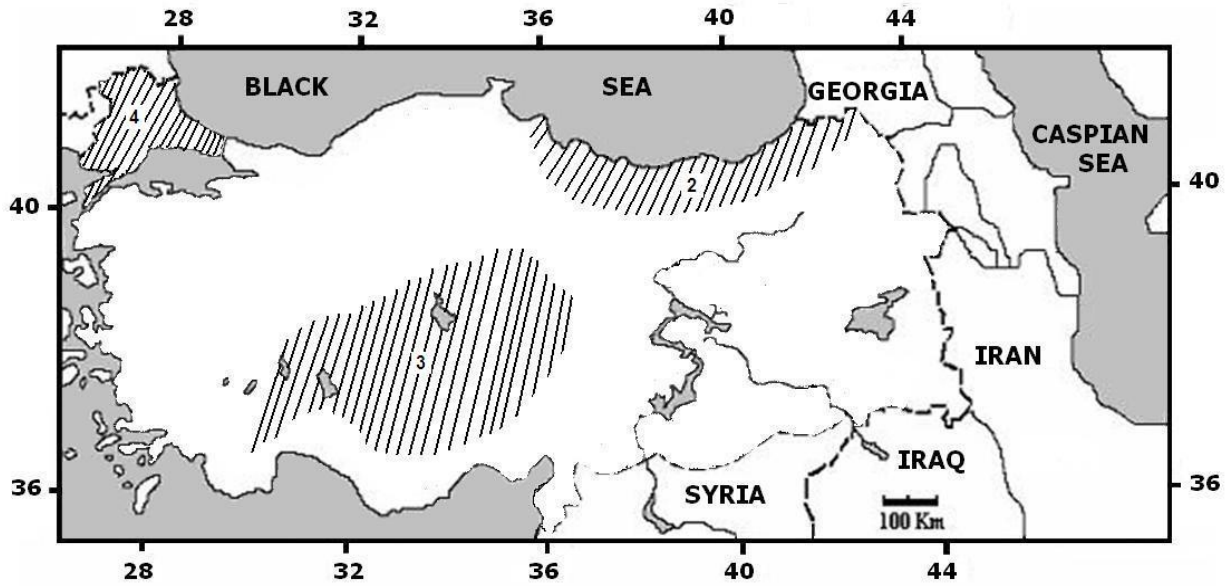 28 32 36 40 44
BLACK SEA
GEORGIA
CASPIAN
SEA
4
2
40 40
3
IRAN
IRAQ
SYRIA
36 36
100 Km
28 32 36 40 44